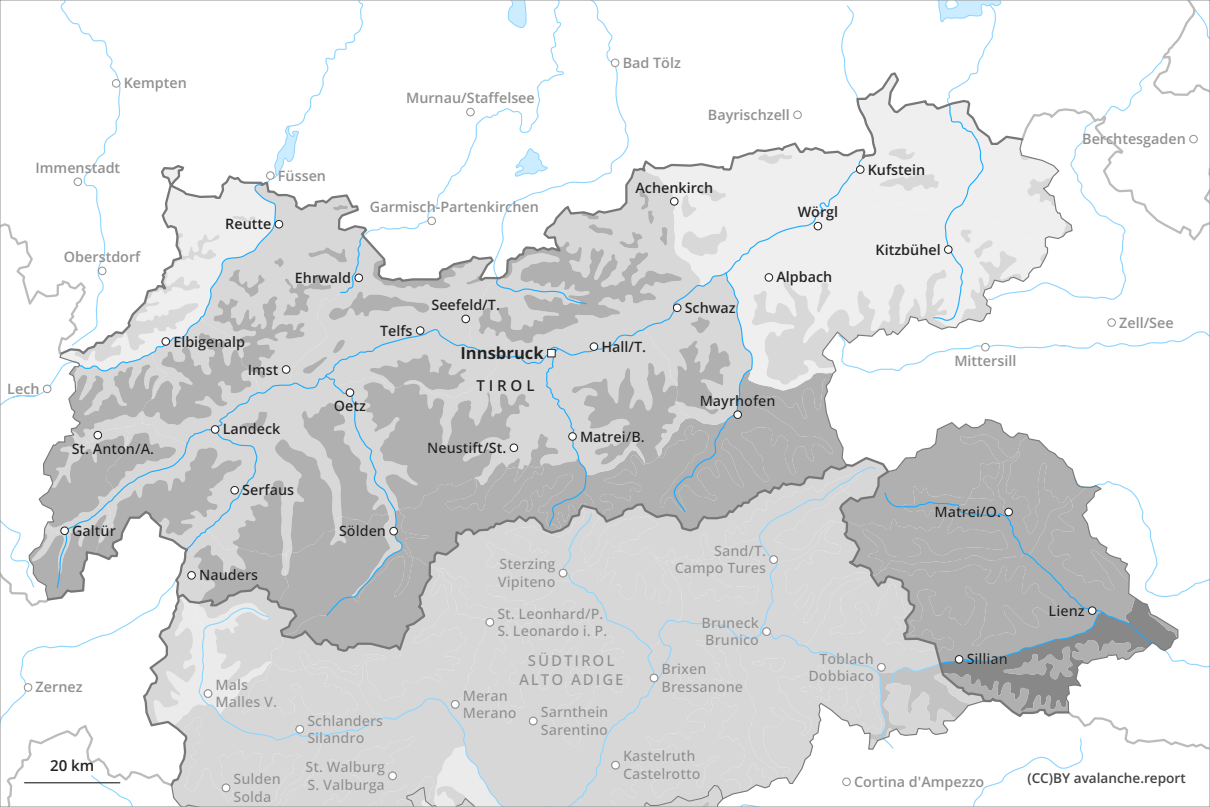 Kempten
Bad Tölz
Murnau/Staffelsee
Bayrischzell
Berchtesgaden
Immenstadt
Füssen
Kufstein
Achenkirch
Garmisch-Partenkirchen
Wörgl
Reutte
Kitzbühel
Oberstdorf
Ehrwald
Alpbach
Seefeld/T.
Schwaz
Zell/See
Telfs
Elbigenalp
Innsbruck
Hall/T.
Mittersill
Imst
TIROL
Lech
Oetz
Mayrhofen
Landeck
Matrei/B.
St. Anton/A.
Neustift/St.
Serfaus
Matrei/O.
Galtür
Sölden
Sand/T.
Campo Tures
Sterzing
Vipiteno
Nauders
Lienz
St. Leonhard/P.
S. Leonardo i. P.
Bruneck
Brunico
SÜDTIROL
ALTO ADIGE
Toblach
Dobbiaco
Sillian
Brixen
Bressanone
Zernez
Mals
Malles V.
Meran
Merano
Sarnthein
Sarentino
Schlanders
Silandro
Kastelruth
Castelrotto
20 km
St. Walburg
S. Valburga
Sulden
Solda
Cortina d'Ampezzo
(CC)BY avalanche.report